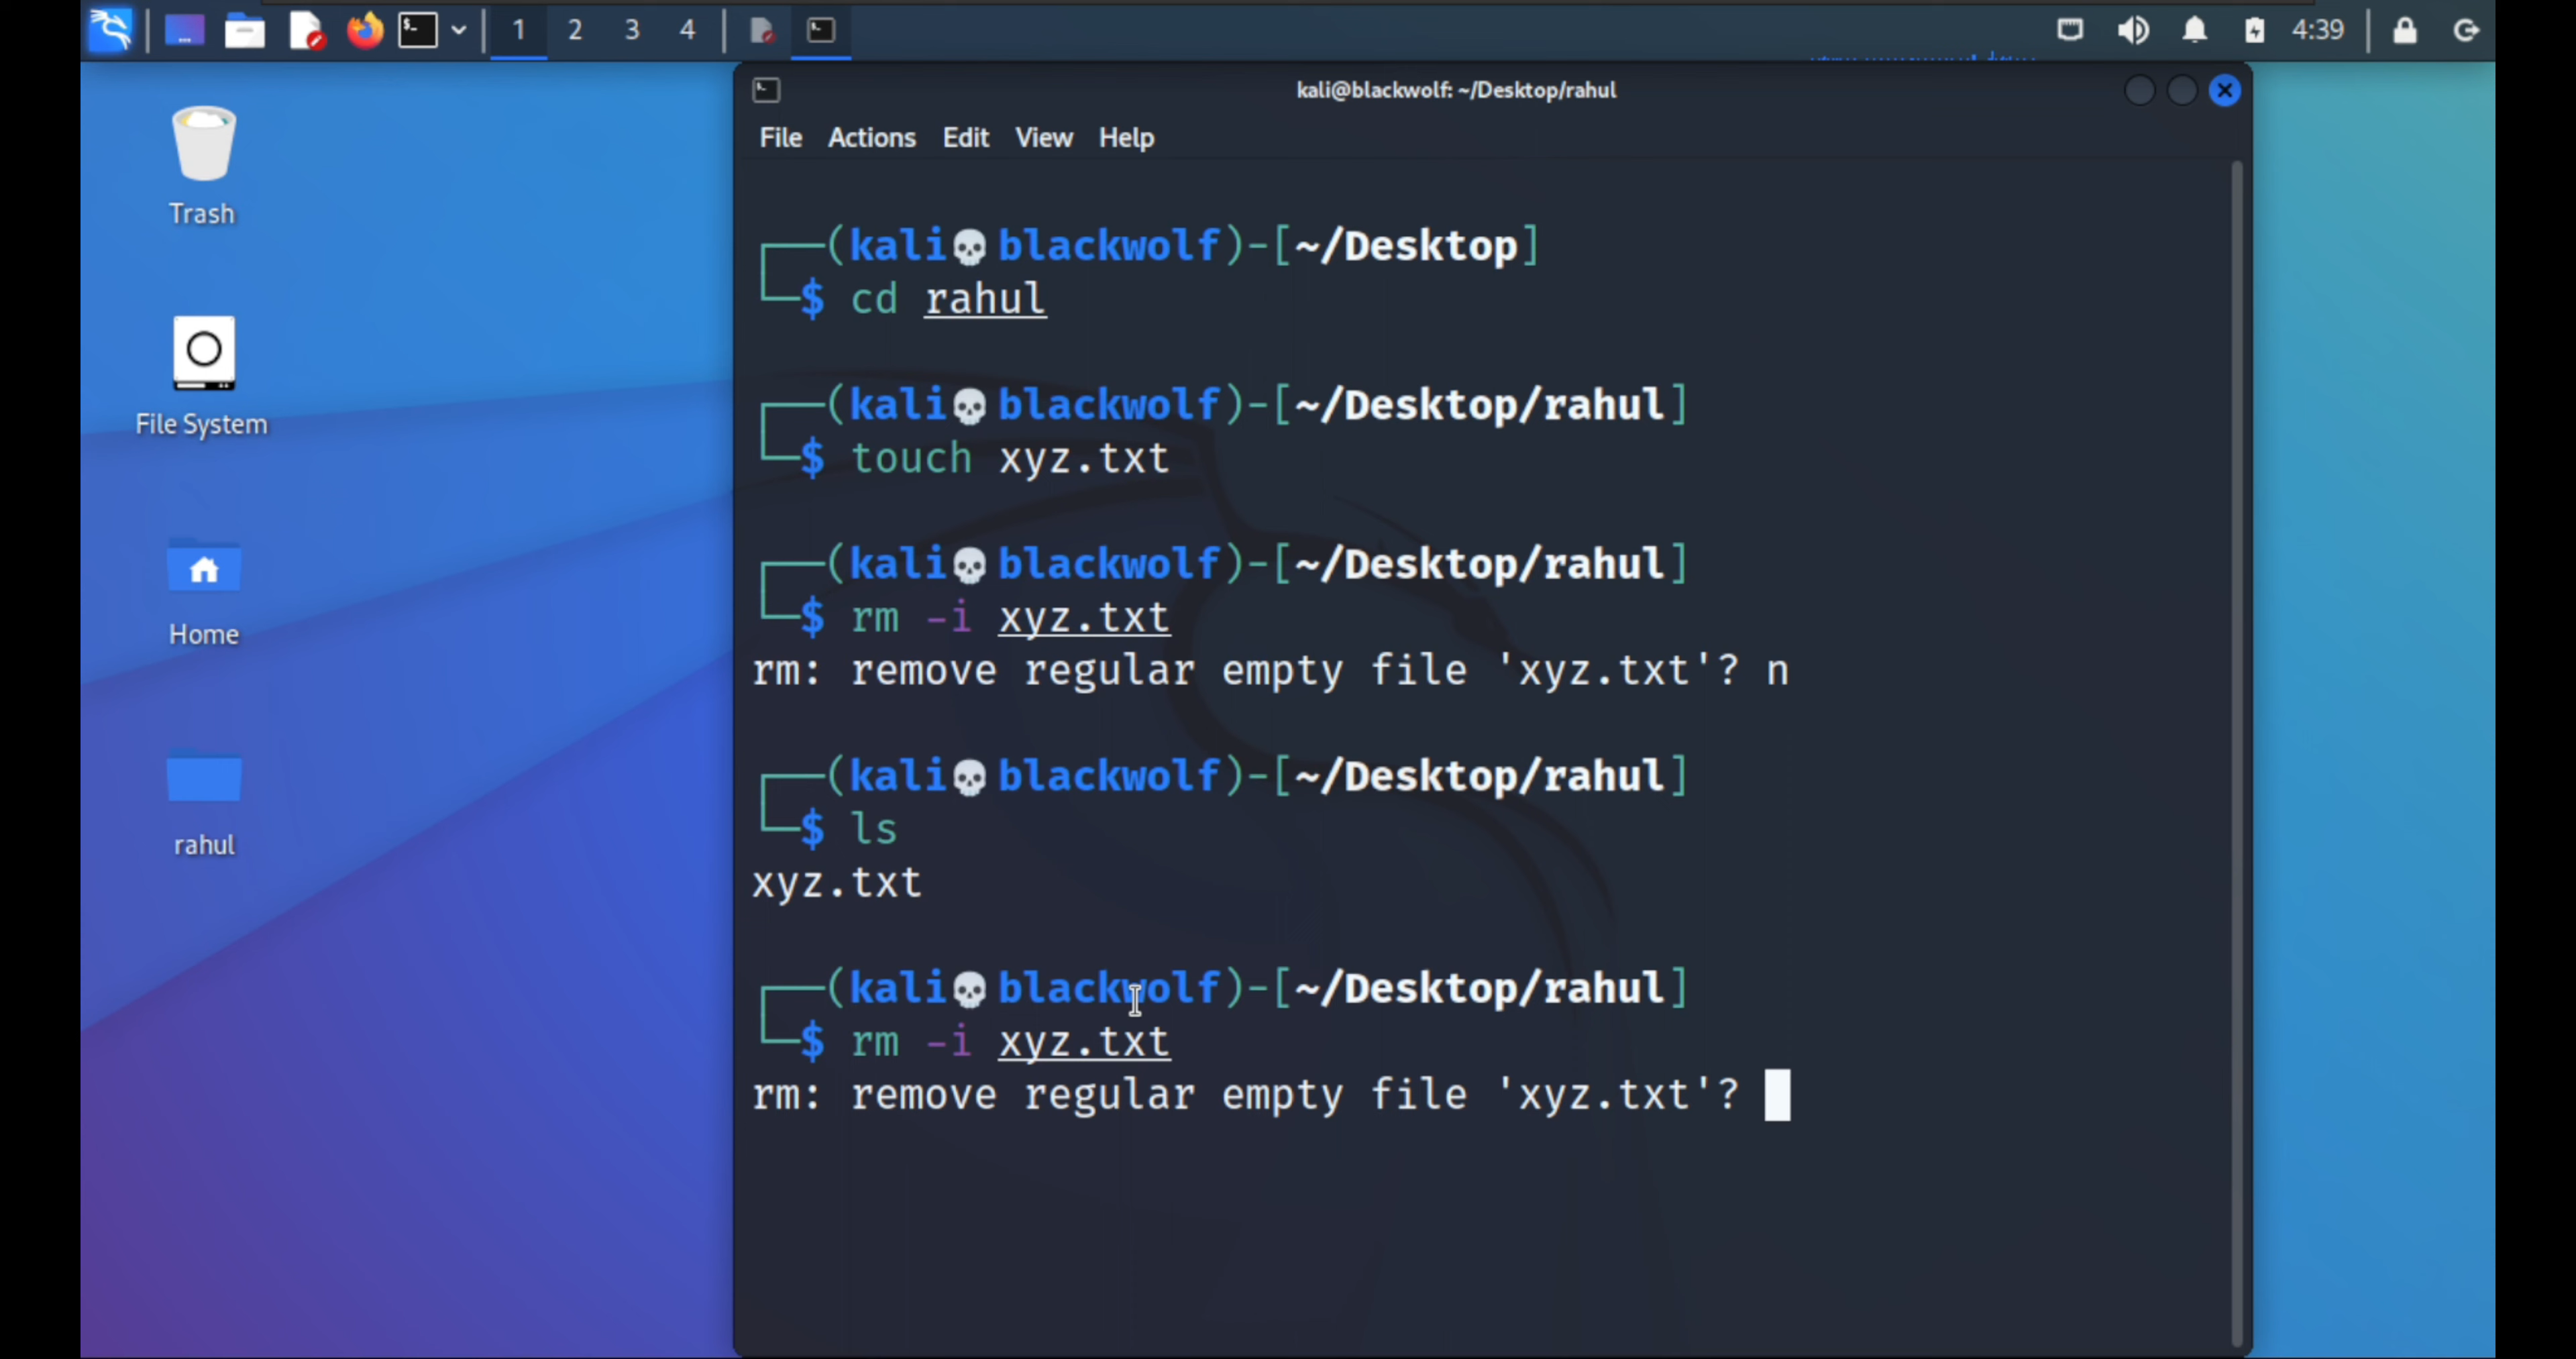 1 2 3 4 4:39
kali@blackwolf: ~/Desktop/rahul
File Actions Edit View Help
Trash
File System
Home
rahul
┌──(kali💀blackwolf)-[~/Desktop]
└─$ cd rahul
┌──(kali💀blackwolf)-[~/Desktop/rahul]
└─$ touch xyz.txt
┌──(kali💀blackwolf)-[~/Desktop/rahul]
└─$ rm -i xyz.txt
rm: remove regular empty file 'xyz.txt'? n
┌──(kali💀blackwolf)-[~/Desktop/rahul]
└─$ ls
xyz.txt
┌──(kali💀blackwolf)-[~/Desktop/rahul]
└─$ rm -i xyz.txt
rm: remove regular empty file 'xyz.txt'?